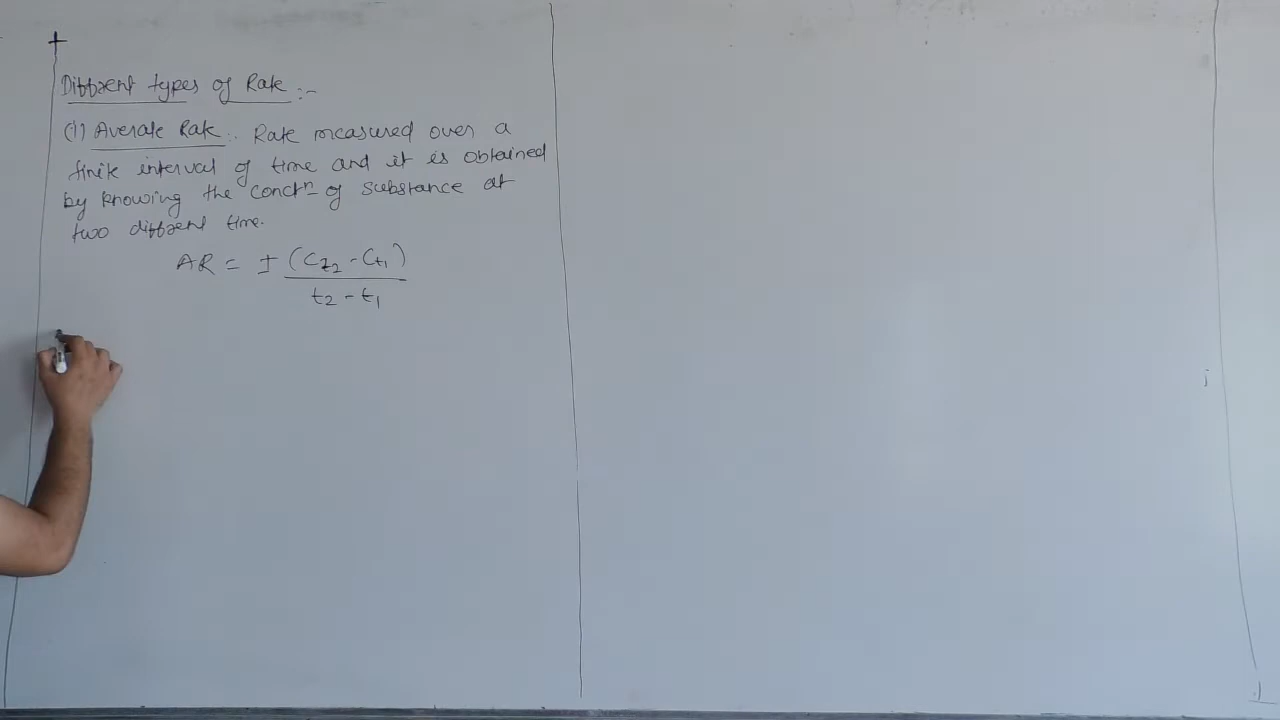 Different types of Rate :-
(1) Average Rate :. Rate measured over a
finite interval of time and it is obtained
by knowing the conctⁿ of substance at
two different time.
AR = ± (Ct₂ - Ct₁)
t₂ - t₁